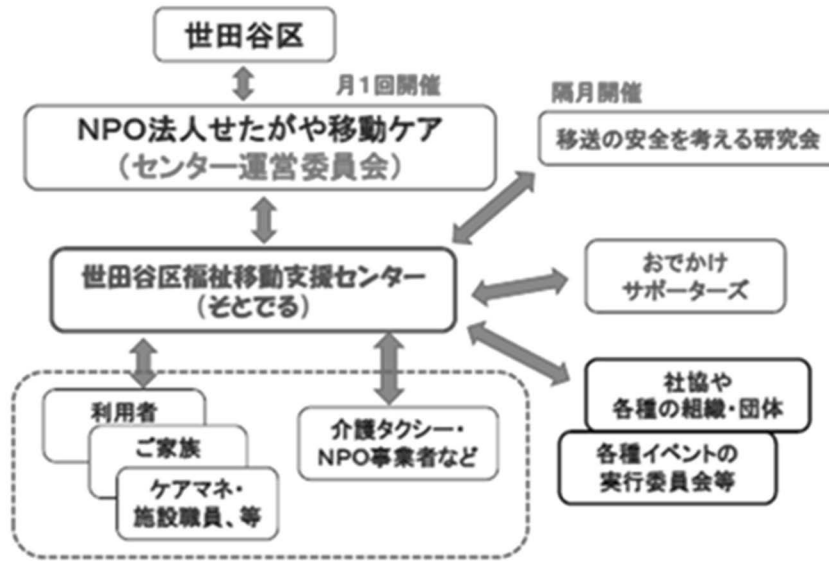 世田谷区
月1回開催
NPO法人せたがや移動ケア
（センター運営委員会）
隔月開催
移送の安全を考える研究会
世田谷区福祉移動支援センター
（そとでる）
おでかけ
サポーターズ
利用者
ご家族
ケアマネ・
施設職員、等
介護タクシー・
NPO事業者など
社協や
各種の組織・団体
各種イベントの
実行委員会等